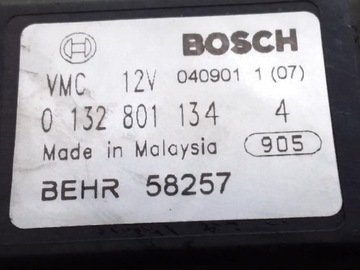 BOSCH
VMC 12V 040901 1 (07)
0 132 801 134 4
Made in Malaysia 905
BEHR 58257